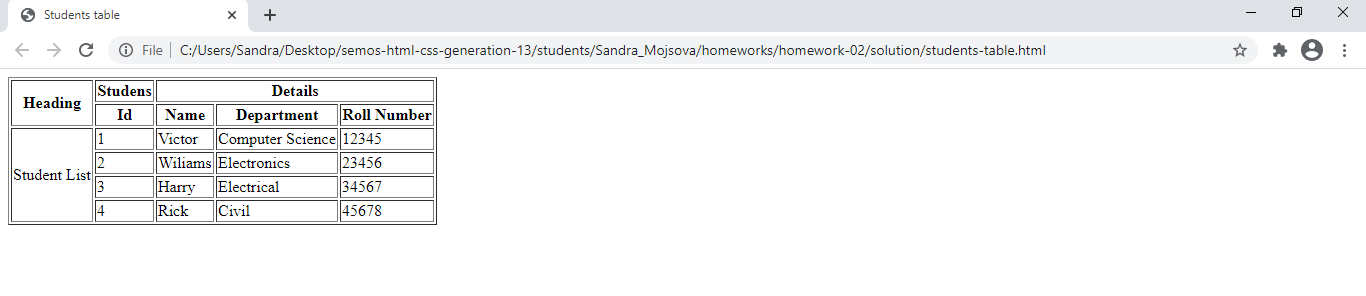 Students table
File
C:/Users/Sandra/Desktop/semos-html-css-generation-13/students/Sandra_Mojsova/homeworks/homework-02/solution/students-table.html
Heading Studens Details
Id Name Department Roll Number
Student List 1 Victor Computer Science 12345
2 Wiliams Electronics 23456
3 Harry Electrical 34567
4 Rick Civil 45678